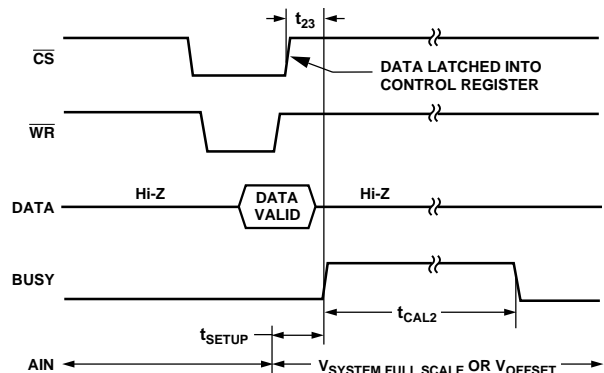 t23
CS
DATA LATCHED INTO
CONTROL REGISTER
WR
Hi-Z
DATA
VALID
Hi-Z
DATA
BUSY
tCAL2
tSETUP
AIN
VSYSTEM FULL SCALE OR VOFFSET